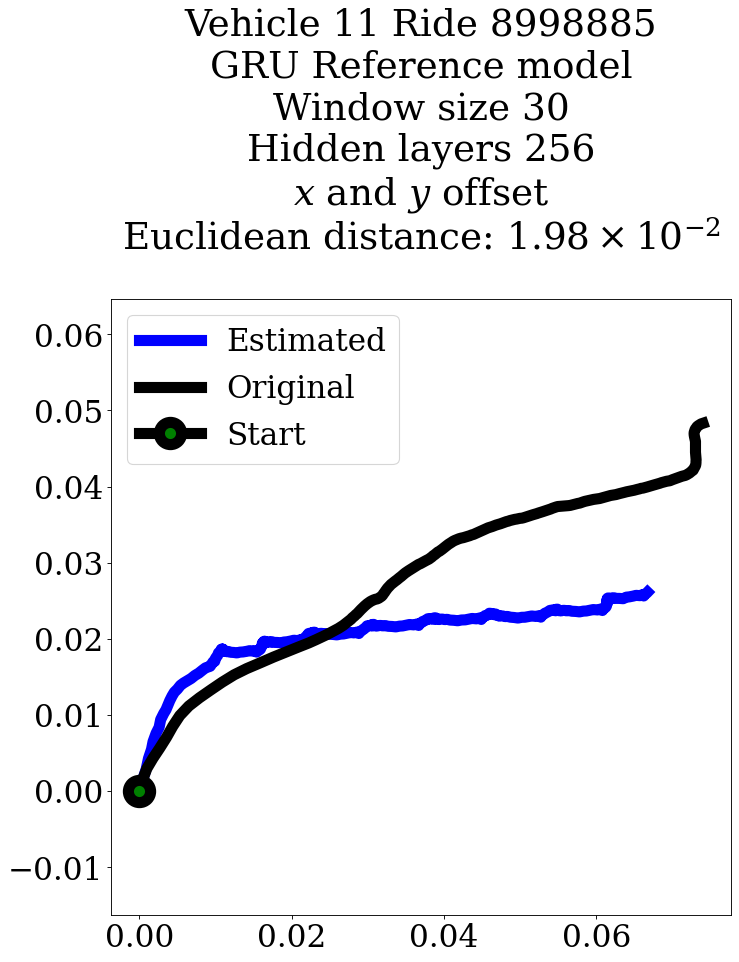 Vehicle 11 Ride 8998885
GRU Reference model
Window size 30
Hidden layers 256
x and y offset
Euclidean distance: 1.98 × 10⁻²
Estimated
Original
Start
0.06
0.05
0.04
0.03
0.02
0.01
0.00
−0.01
0.00 0.02 0.04 0.06